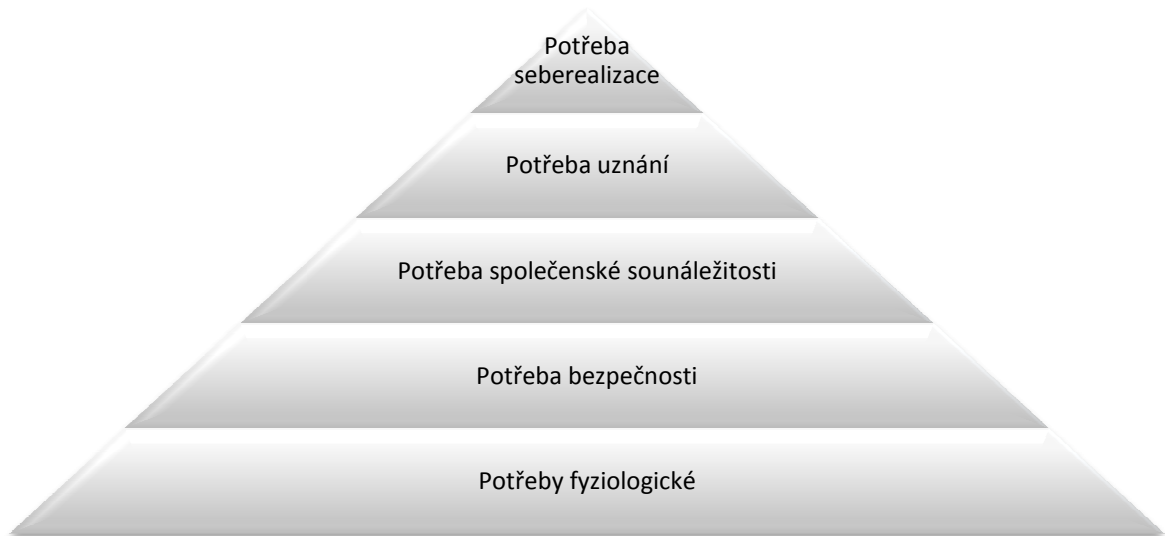 Potřeba
seberealizace
Potřeba uznání
Potřeba společenské sounáležitosti
Potřeba bezpečnosti
Potřeby fyziologické